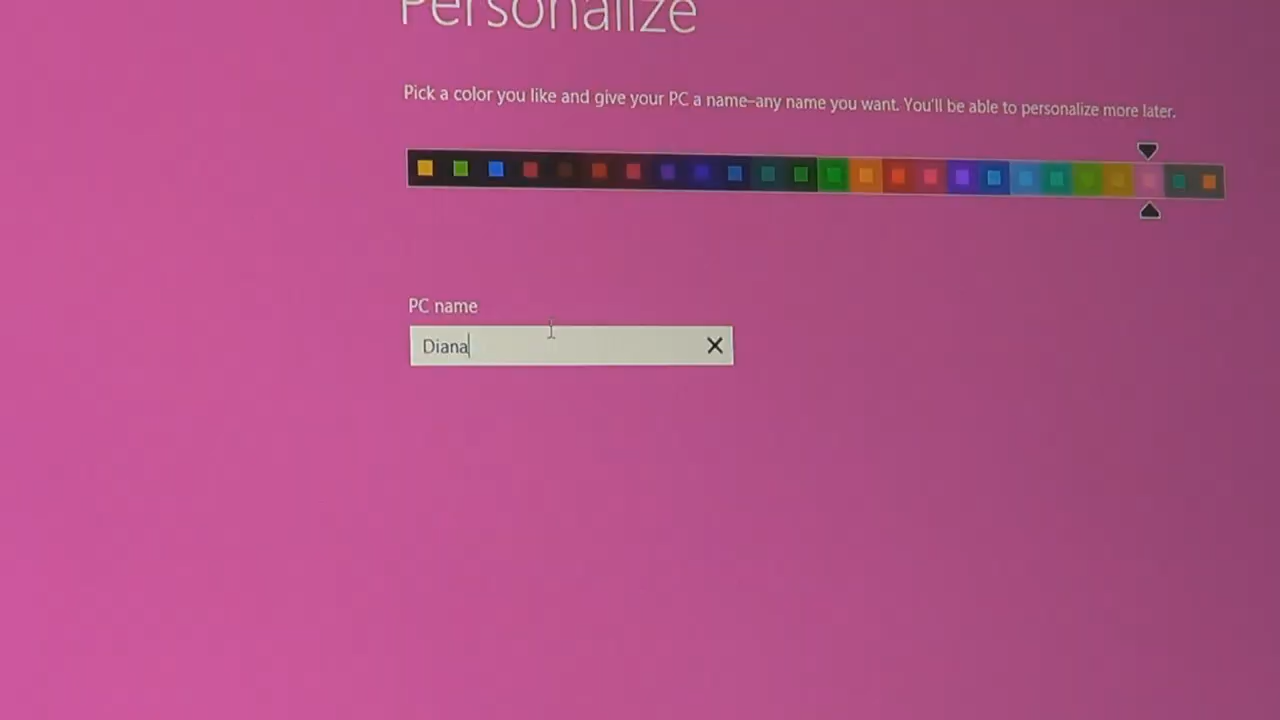 Personalize
Pick a color you like and give your PC a name–any name you want. You'll be able to personalize more later.
PC name
Diana